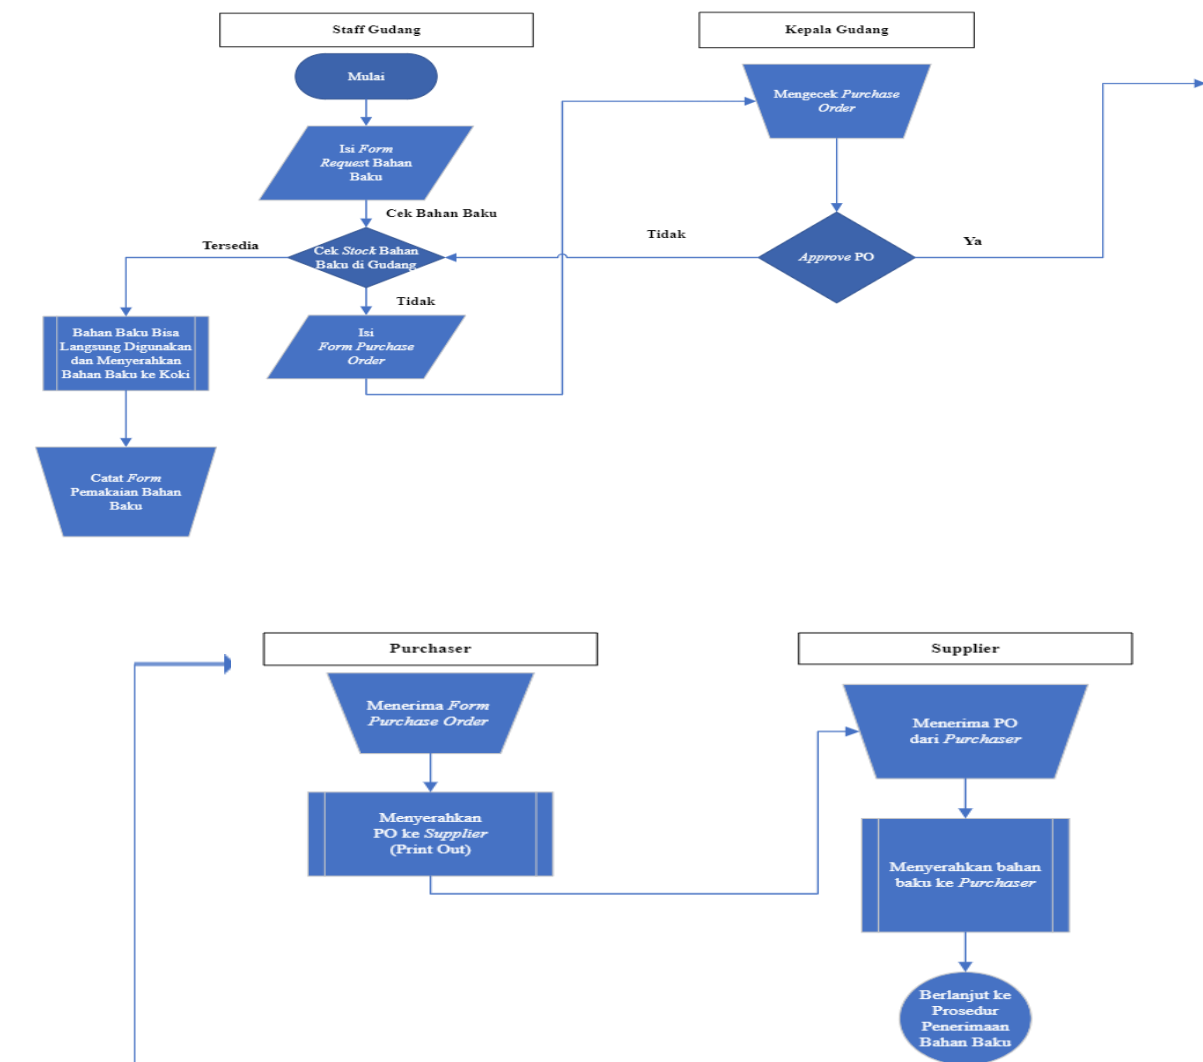 Staff Gudang
Kepala Gudang
Mulai
Isi Form
Request Bahan
Baku
Cek Bahan Baku
Cek Stock Bahan
Baku di Gudang
Tersedia
Tidak
Bahan Baku Bisa
Langsung Digunakan
dan Menyerahkan
Bahan Baku ke Koki
Catat Form
Pemakaian Bahan
Baku
Isi
Form Purchase
Order
Mengecek Purchase
Order
Approve PO
Tidak
Ya
Purchaser
Supplier
Menerima Form
Purchase Order
Menyerahkan
PO ke Supplier
(Print Out)
Menerima PO
dari Purchaser
Menyerahkan bahan
baku ke Purchaser
Berlanjut ke
Prosedur
Penerimaan
Bahan Baku